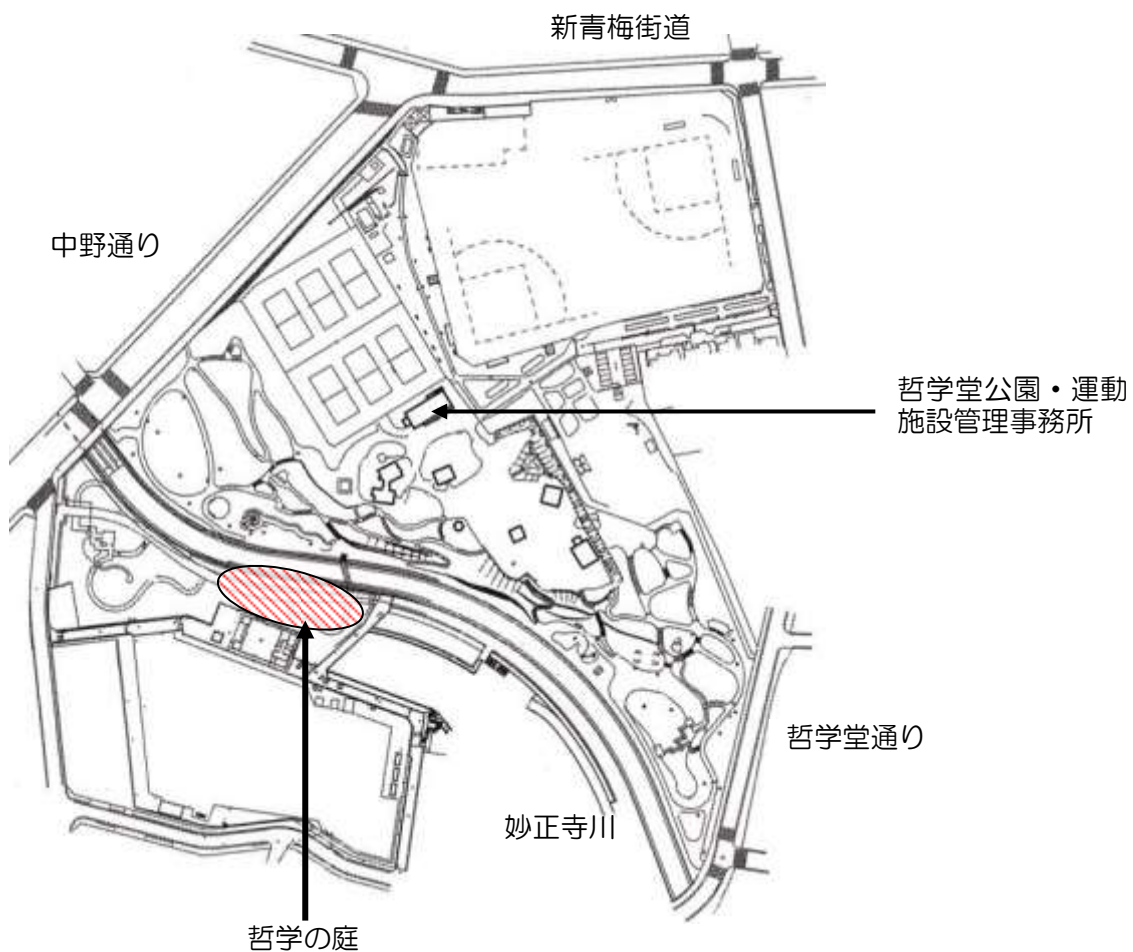 新青梅街道
中野通り
哲学堂公園・運動
施設管理事務所
哲学堂通り
妙正寺川
哲学の庭